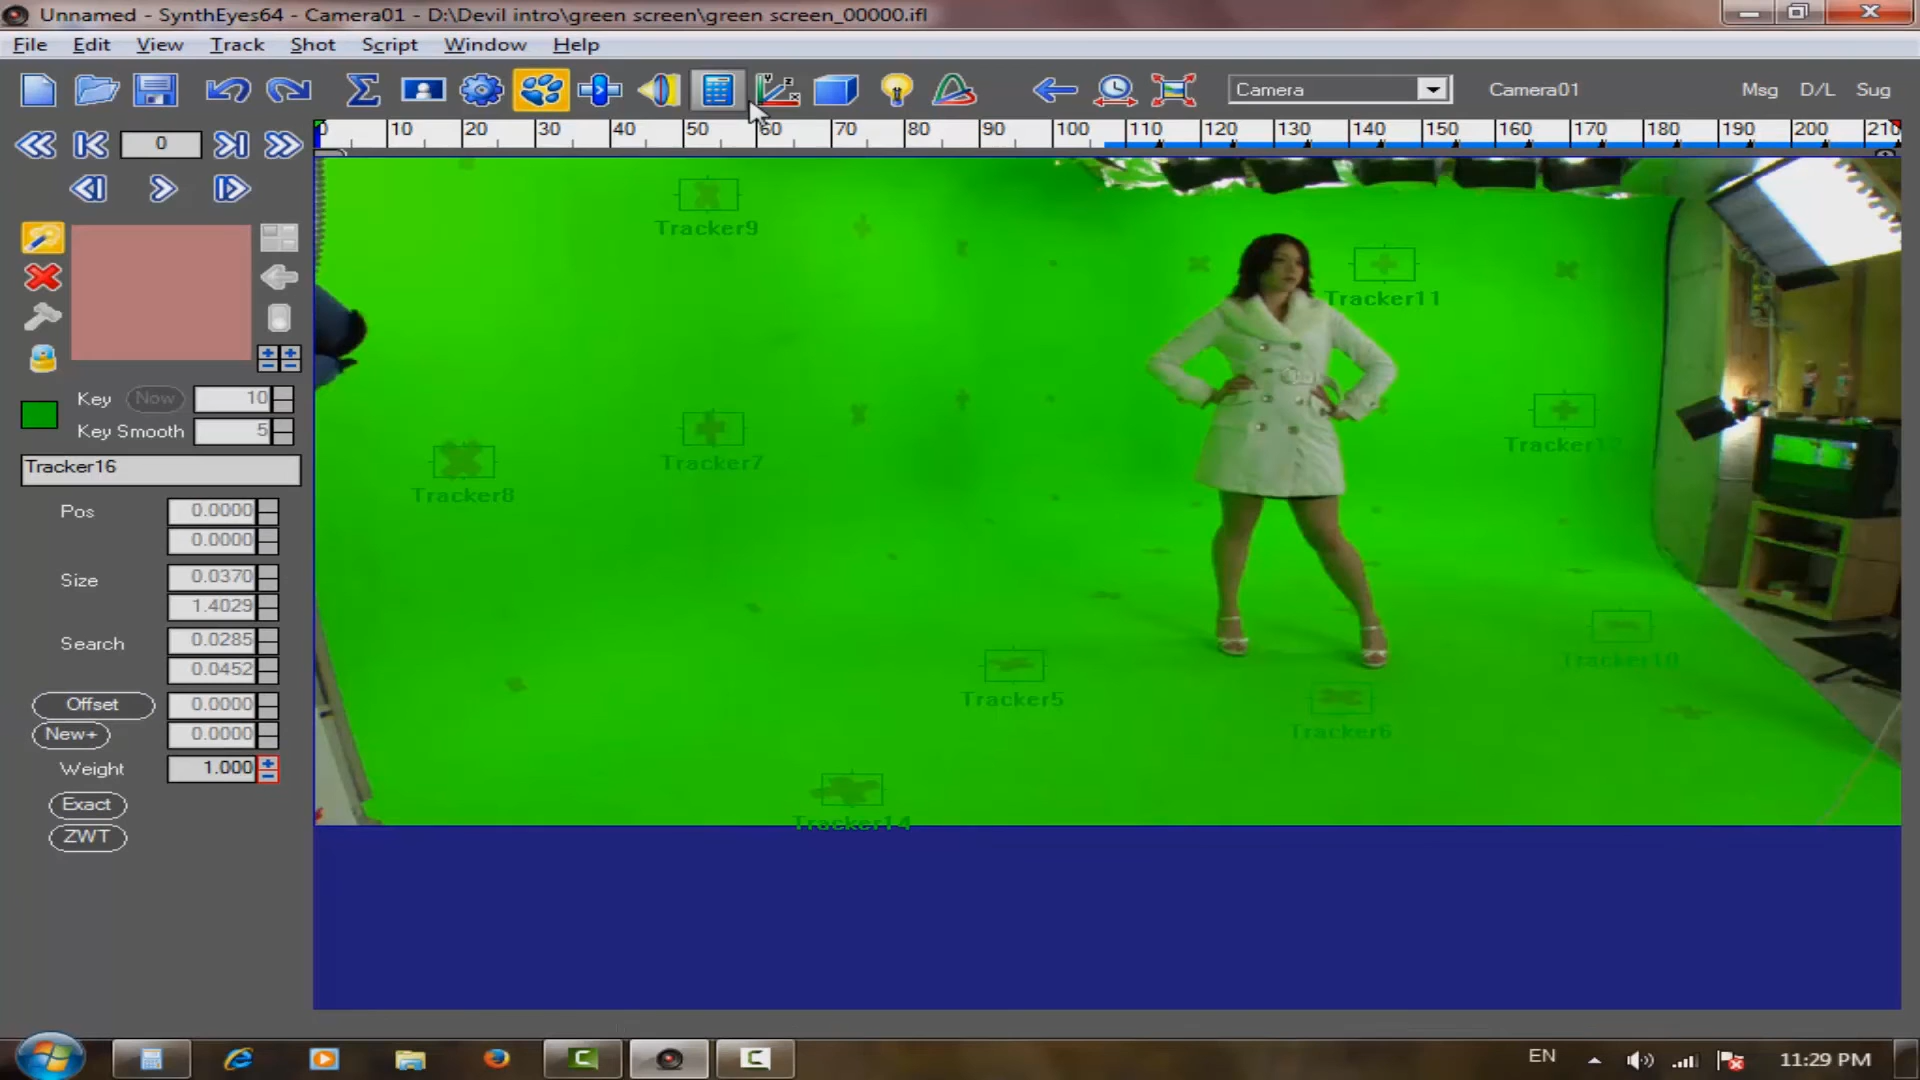 Unnamed - SynthEyes64 - Camera01 - D:\Devil intro\green screen\green screen_00000.ifl
File Edit View Track Shot Script Window Help
Camera Camera01 Msg D/L Sug
0
0 10 20 30 40 50 60 70 80 90 100 110 120 130 140 150 160 170 180 190 200 210
Tracker9
Tracker11
Key Now 10
Key Smooth 5
Tracker7
Tracker8
Tracker16
Pos 0.0000
0.0000
Size 0.0370
1.4029
Search 0.0285
0.0452
Tracker10
Tracker5
Offset 0.0000
Tracker6
New+ 0.0000
Weight 1.000
Exact
Tracker14
ZWT
EN
11:29 PM